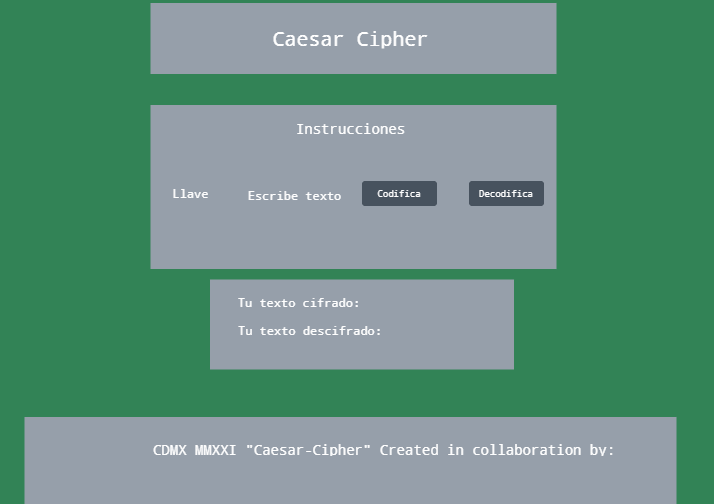 Caesar Cipher
Instrucciones
Llave
Escribe texto
Codifica
Decodifica
Tu texto cifrado:
Tu texto descifrado:
CDMX MMXXI "Caesar-Cipher" Created in collaboration by: